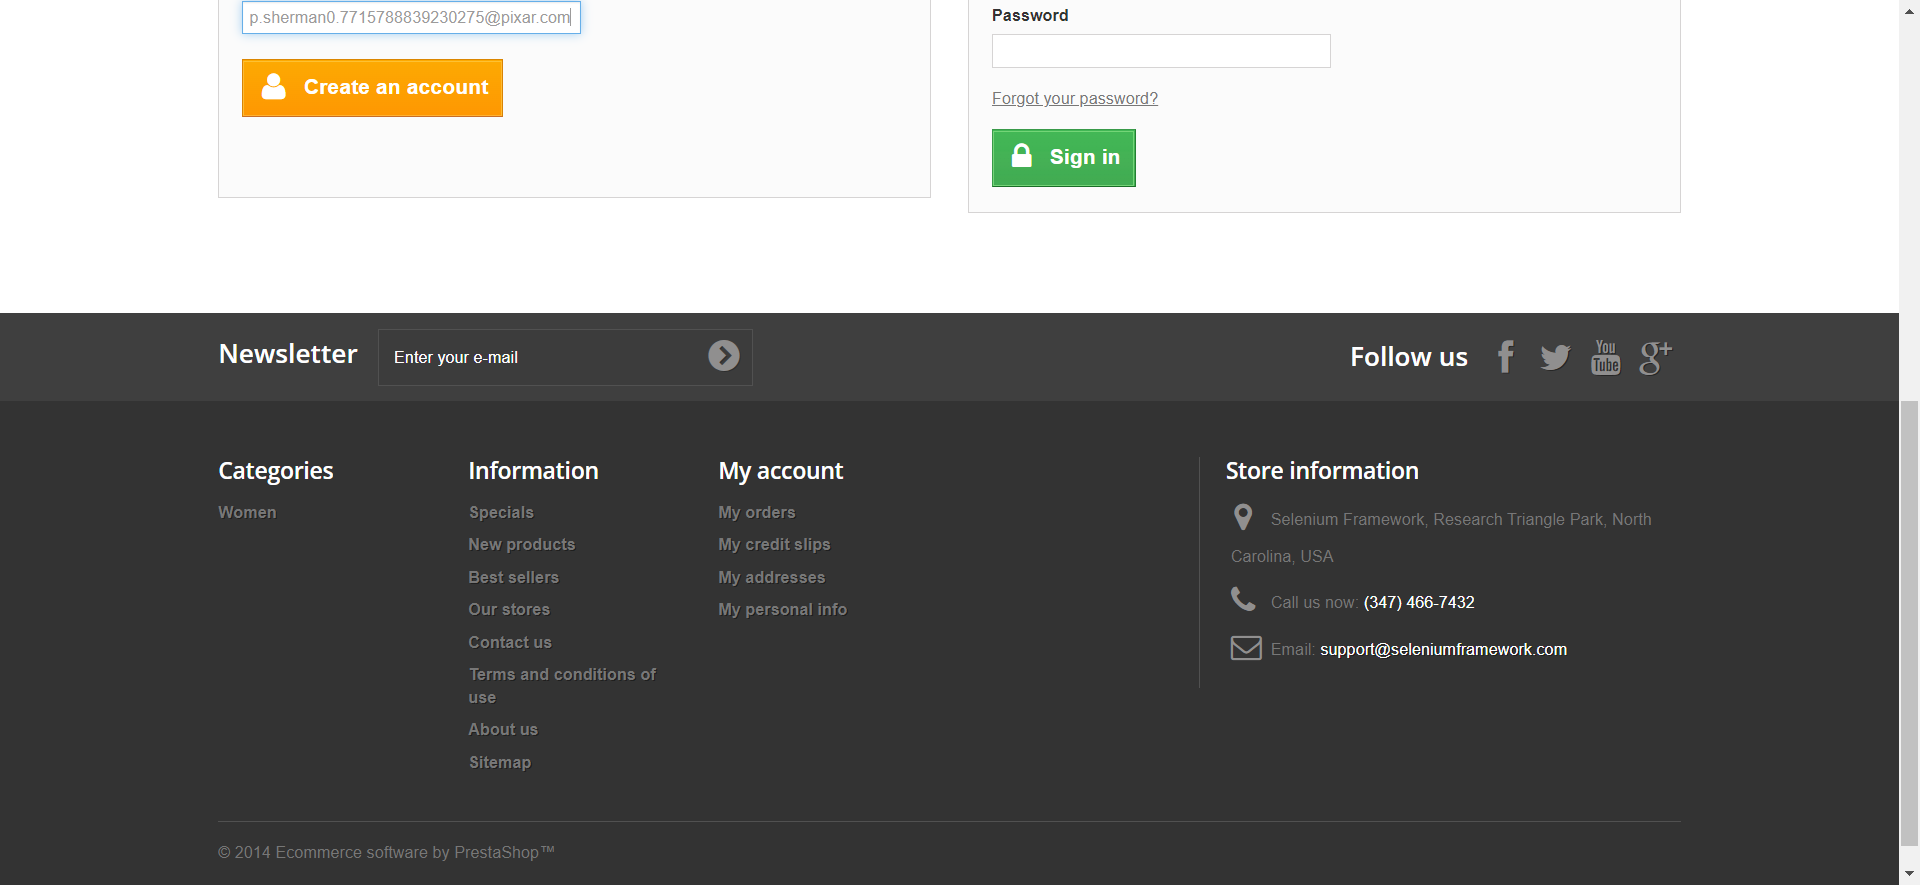 p.sherman0.7715788839230275@pixar.com
Create an account
Password
Forgot your password?
Sign in
Newsletter
Enter your e-mail
Follow us
You
Tube
g+
Categories
Women
Information
Specials
New products
Best sellers
Our stores
Contact us
Terms and conditions of
use
About us
Sitemap
My account
My orders
My credit slips
My addresses
My personal info
Store information
Selenium Framework, Research Triangle Park, North
Carolina, USA
Call us now: (347) 466-7432
Email: support@seleniumframework.com
© 2014 Ecommerce software by PrestaShop™